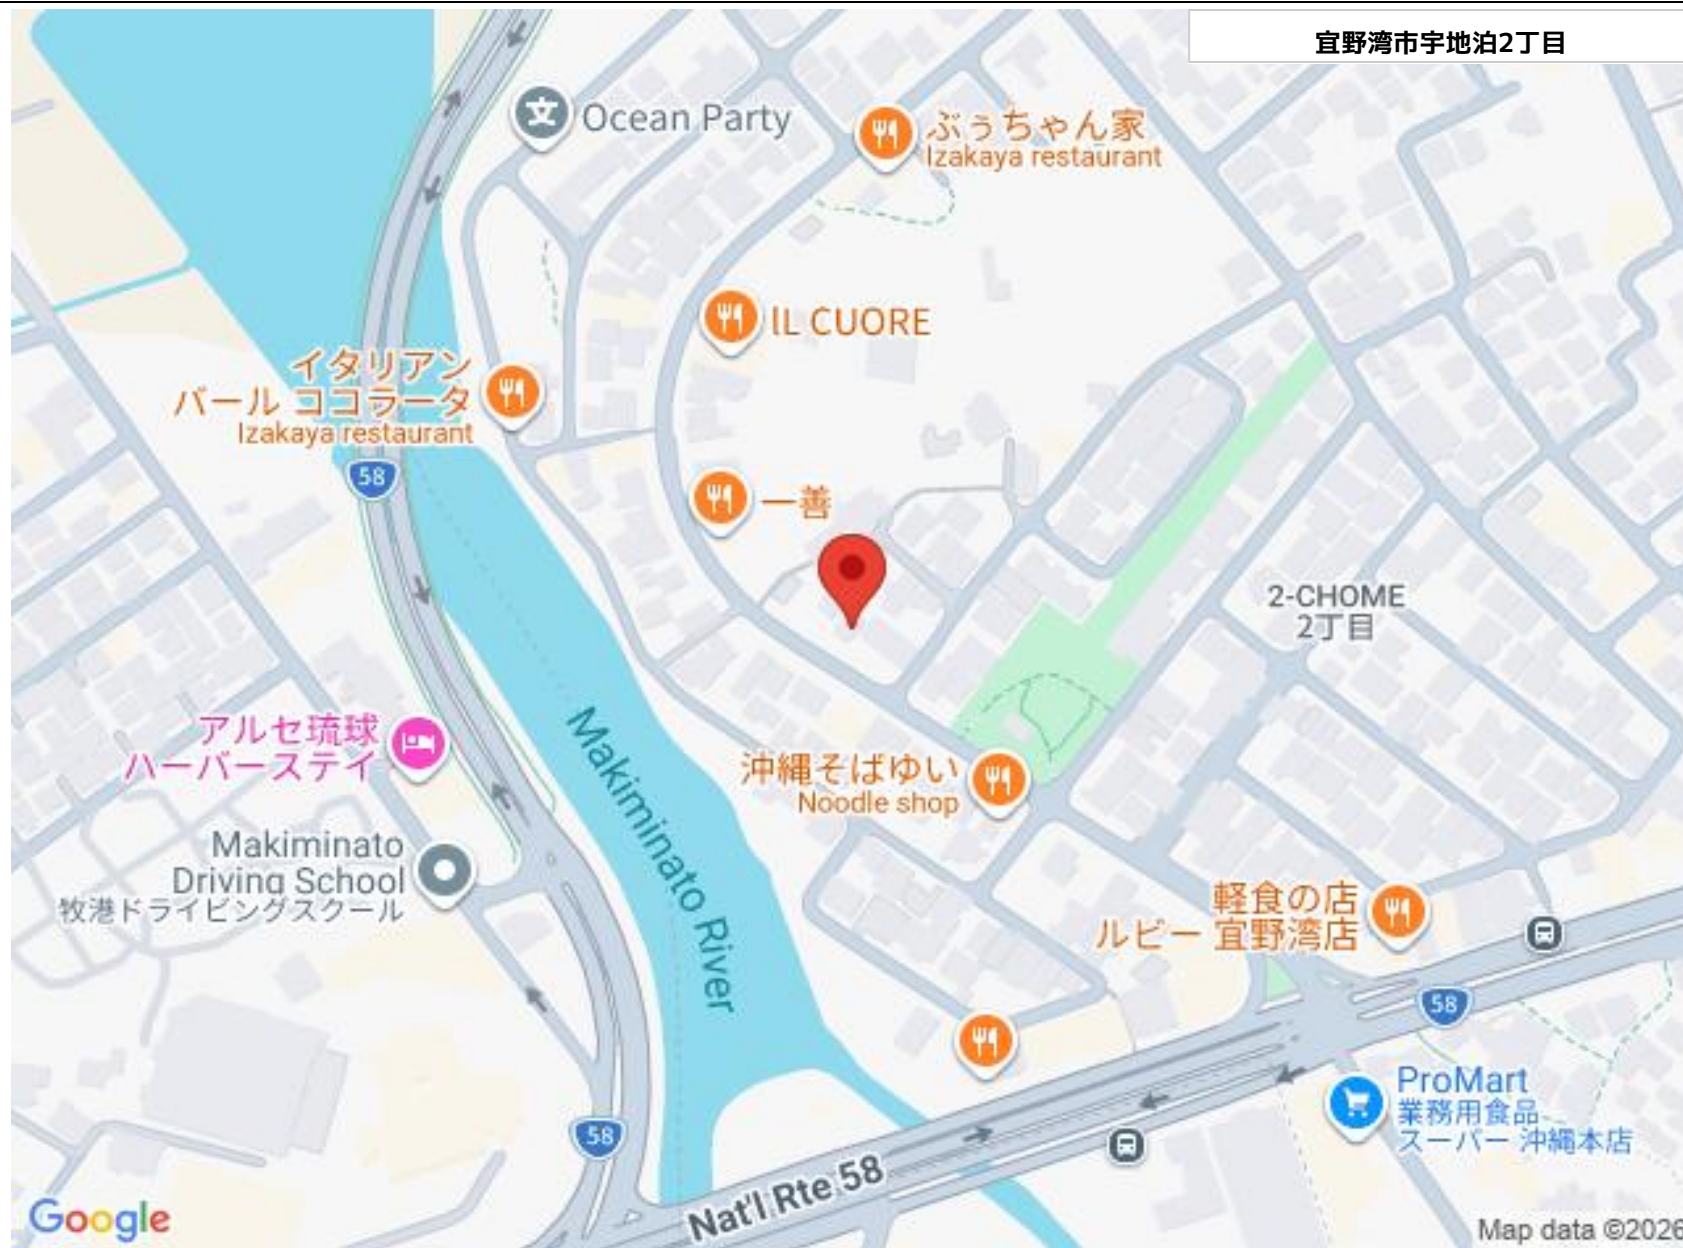 宜野湾市宇地泊2丁目
Ocean Party
ぶぅちゃん家
Izakaya restaurant
IL CUORE
イタリアン
バール ココラータ
Izakaya restaurant
58
一善
2-CHOME
2丁目
アルセ琉球
ハーバーステイ
Makiminato River
沖縄そばゆい
Noodle shop
Makiminato
Driving School
牧港ドライビングスクール
軽食の店
ルビー 宜野湾店
58
ProMart
業務用食品
スーパー 沖縄本店
58
Nat'l Rte 58
Google
Map data ©2026